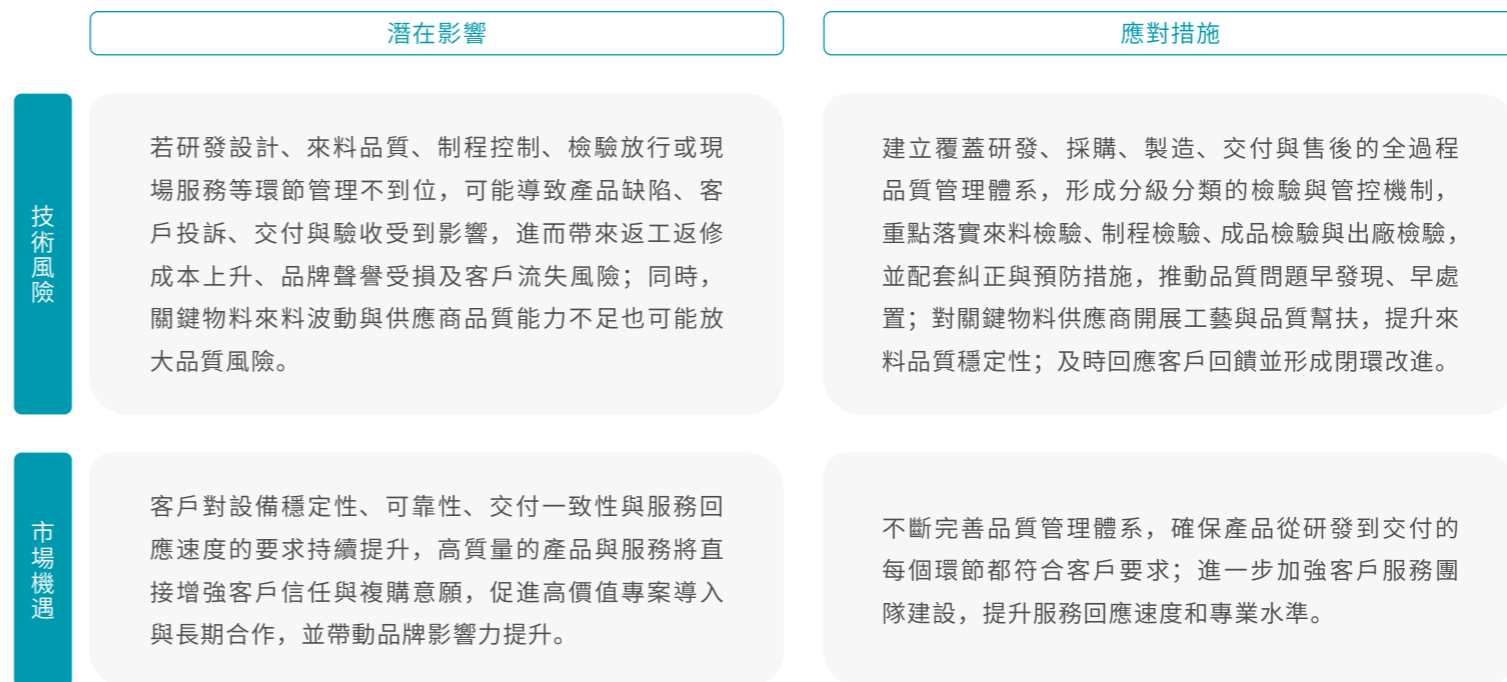 潛在影響
應對措施
技術風險
若研發設計、來料品質、制程控制、檢驗放行或現
場服務等環節管理不到位，可能導致產品缺陷、客
戶投訴、交付與驗收受到影響，進而帶來返工返修
成本上升、品牌聲譽受損及客戶流失風險；同時，
關鍵物料來料波動與供應商品質能力不足也可能放
大品質風險。
建立覆蓋研發、採購、製造、交付與售後的全過程
品質管理體系，形成分級分類的檢驗與管控機制，
重點落實來料檢驗、制程檢驗、成品檢驗與出廠檢驗，
並配套糾正與預防措施，推動品質問題早發現、早處
置；對關鍵物料供應商開展工藝與品質幫扶，提升來
料品質穩定性；及時回應客戶回饋並形成閉環改進。
市場機遇
客戶對設備穩定性、可靠性、交付一致性與服務回
應速度的要求持續提升，高質量的產品與服務將直
接增強客戶信任與複購意願，促進高價值專案導入
與長期合作，並帶動品牌影響力提升。
不斷完善品質管理體系，確保產品從研發到交付的
每個環節都符合客戶要求；進一步加強客戶服務團
隊建設，提升服務回應速度和專業水準。